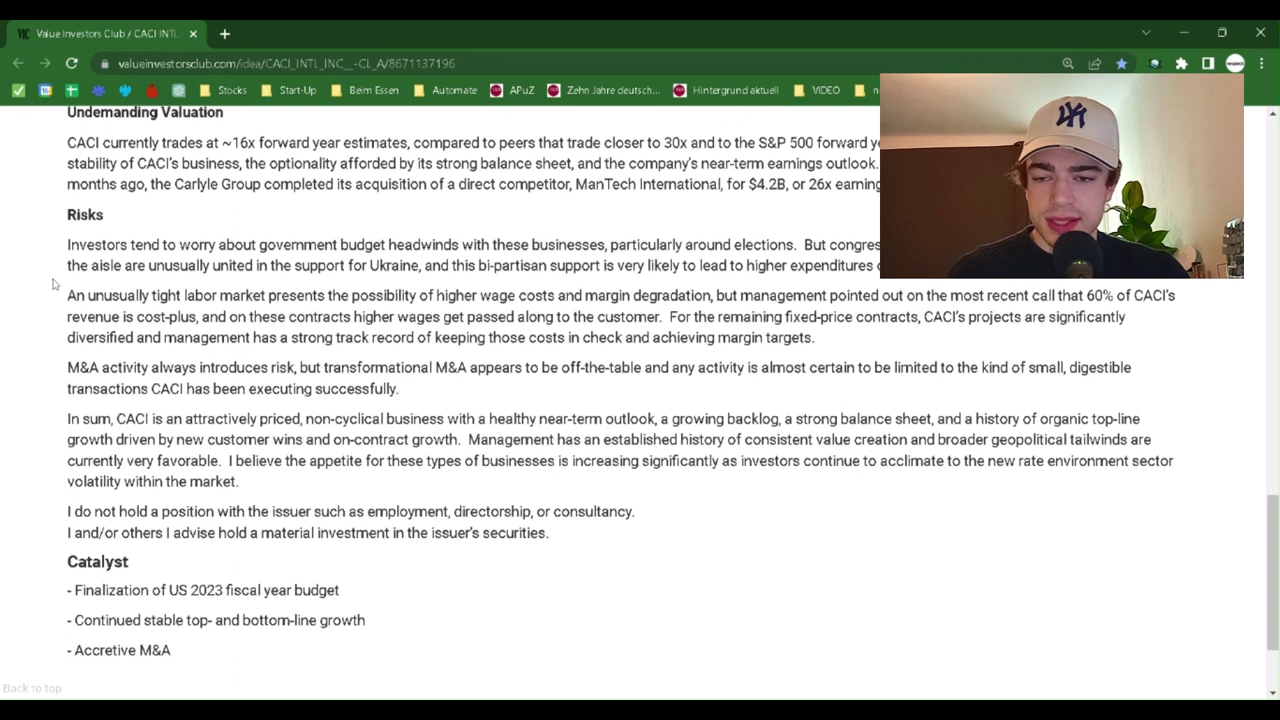 Value Investors Club / CACI INTL
valueinvestorsclub.com/idea/CACI_INTL_INC__-CL_A/8671137196
Stocks Start-Up Beim Essen Automate APuZ Zehn Jahre deutsch... Hintergrund aktuell VIDEO
Undemanding Valuation
CACI currently trades at ~16x forward year estimates, compared to peers that trade closer to 30x and to the S&P 500 forward
stability of CACI's business, the optionality afforded by its strong balance sheet, and the company's near-term earnings outlook.
months ago, the Carlyle Group completed its acquisition of a direct competitor, ManTech International, for $4.2B, or 26x
Risks
Investors tend to worry about government budget headwinds with these businesses, particularly around elections. But
the aisle are unusually united in the support for Ukraine, and this bi-partisan support is very likely to lead to higher expenditures
An unusually tight labor market presents the possibility of higher wage costs and margin degradation, but management pointed out on the most recent call that 60% of CACI's
revenue is cost-plus, and on these contracts higher wages get passed along to the customer. For the remaining fixed-price contracts, CACI's projects are significantly
diversified and management has a strong track record of keeping those costs in check and achieving margin targets.
M&A activity always introduces risk, but transformational M&A appears to be off-the-table and any activity is almost certain to be limited to the kind of small, digestible
transactions CACI has been executing successfully.
In sum, CACI is an attractively priced, non-cyclical business with a healthy near-term outlook, a growing backlog, a strong balance sheet, and a history of organic top-line
growth driven by new customer wins and on-contract growth. Management has an established history of consistent value creation and broader geopolitical tailwinds are
currently very favorable. I believe the appetite for these types of businesses is increasing significantly as investors continue to acclimate to the new rate environment sector
volatility within the market.
I do not hold a position with the issuer such as employment, directorship, or consultancy.
I and/or others I advise hold a material investment in the issuer's securities.
Catalyst
- Finalization of US 2023 fiscal year budget
- Continued stable top- and bottom-line growth
- Accretive M&A
Back to top